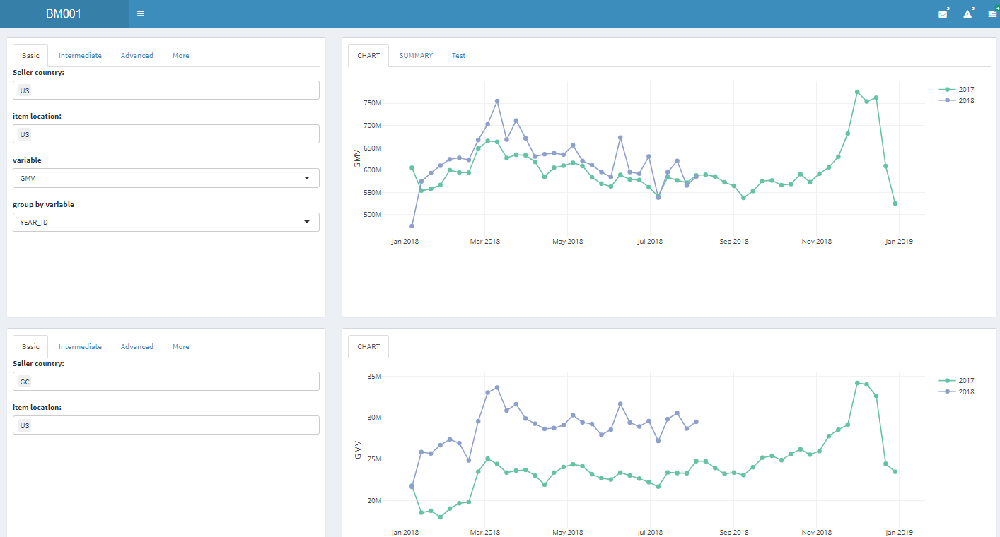 BM001
3 3 4
Basic Intermediate Advanced More
Seller country:
US
item location:
US
variable
GMV
group by variable
YEAR_ID
CHART SUMMARY Test
GMV
750M
700M
650M
600M
550M
500M
Jan 2018 Mar 2018 May 2018 Jul 2018 Sep 2018 Nov 2018 Jan 2019
2017
2018
Basic Intermediate Advanced More
Seller country:
GC
item location:
US
CHART
GMV
35M
30M
25M
20M
Jan 2018 Mar 2018 May 2018 Jul 2018 Sep 2018 Nov 2018 Jan 2019
2017
2018